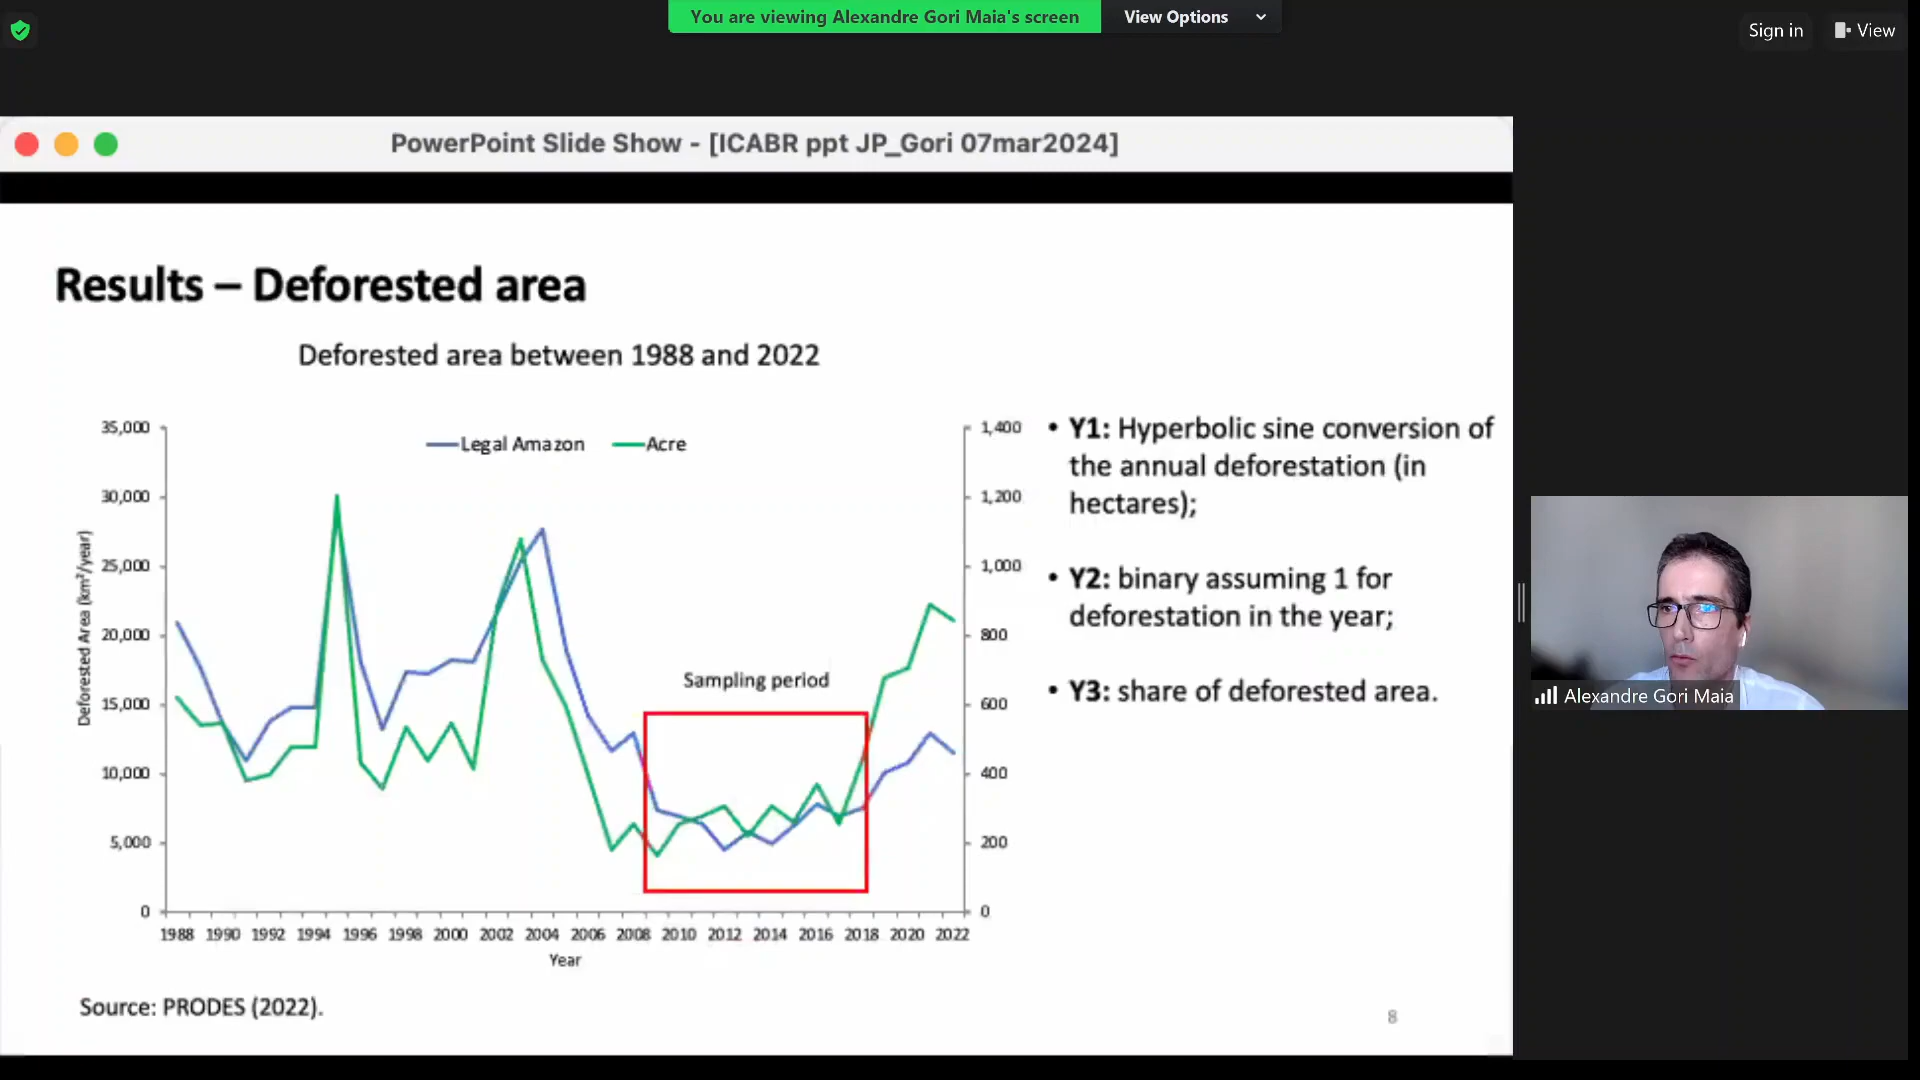 You are viewing Alexandre Gori Maia's screen
View Options
Sign in
View
PowerPoint Slide Show - [ICABR ppt JP_Gori 07mar2024]
Results – Deforested area
Deforested area between 1988 and 2022
Legal Amazon
Acre
Deforested Area (km²/year)
35,000
30,000
25,000
20,000
15,000
10,000
5,000
0
1,400
1,200
1,000
800
600
400
200
0
Sampling period
1988 1990 1992 1994 1996 1998 2000 2002 2004 2006 2008 2010 2012 2014 2016 2018 2020 2022
Year
Source: PRODES (2022).
• Y1: Hyperbolic sine conversion of
the annual deforestation (in
hectares);
• Y2: binary assuming 1 for
deforestation in the year;
• Y3: share of deforested area.
8
Alexandre Gori Maia